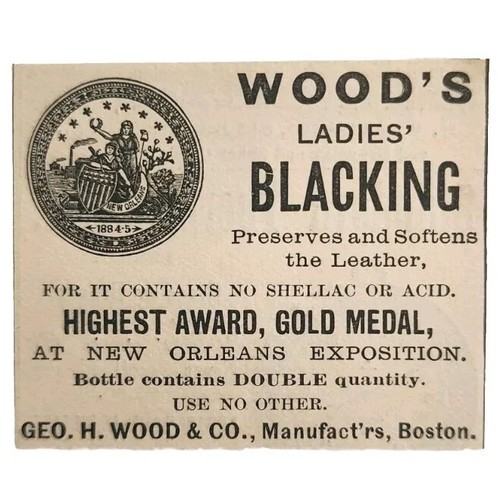 WOOD'S
LADIES'
BLACKING
Preserves and Softens
the Leather,
NEW ORLEANS
1884-5
FOR IT CONTAINS NO SHELLAC OR ACID.
HIGHEST AWARD, GOLD MEDAL,
AT NEW ORLEANS EXPOSITION.
Bottle contains DOUBLE quantity.
USE NO OTHER.
GEO. H. WOOD & CO., Manufact'rs, Boston.